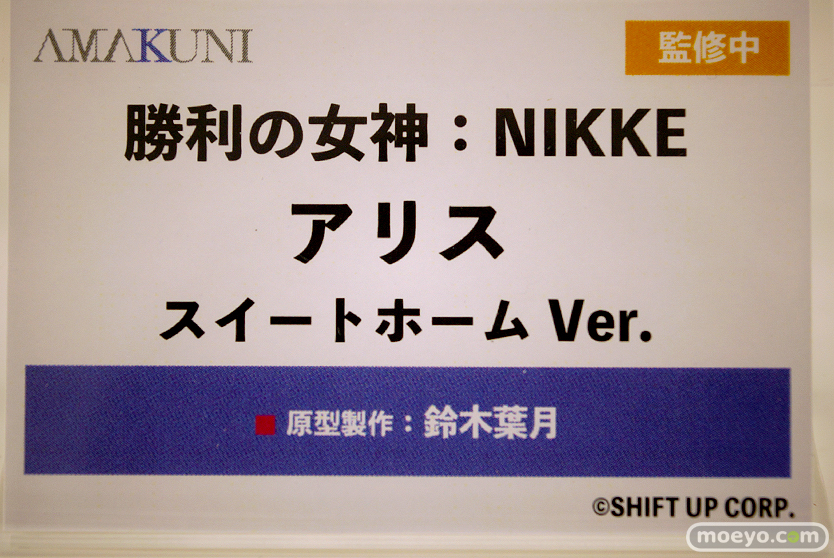 AMAKUNI
監修中
勝利の女神：NIKKE
アリス
スイートホーム Ver.
■ 原型製作：鈴木葉月
©SHIFT UP CORP.
moeyo.com